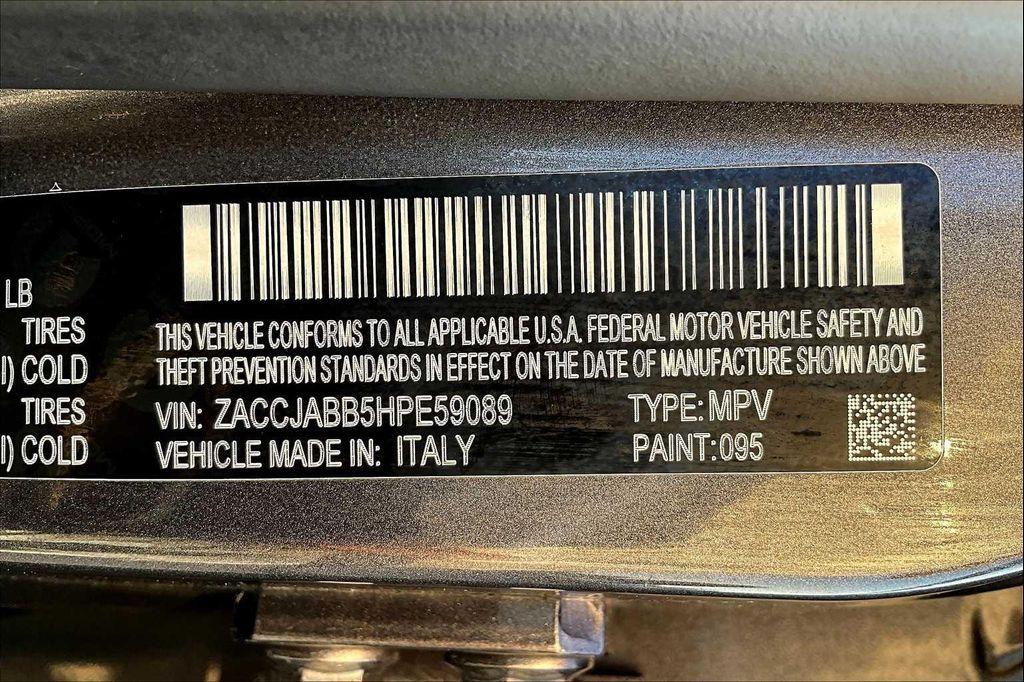 LB
TIRES THIS VEHICLE CONFORMS TO ALL APPLICABLE U.S.A. FEDERAL MOTOR VEHICLE SAFETY AND
I) COLD THEFT PREVENTION STANDARDS IN EFFECT ON THE DATE OF MANUFACTURE SHOWN ABOVE
TIRES VIN: ZACCJABB5HPE59089 TYPE: MPV
I) COLD VEHICLE MADE IN: ITALY PAINT: 095